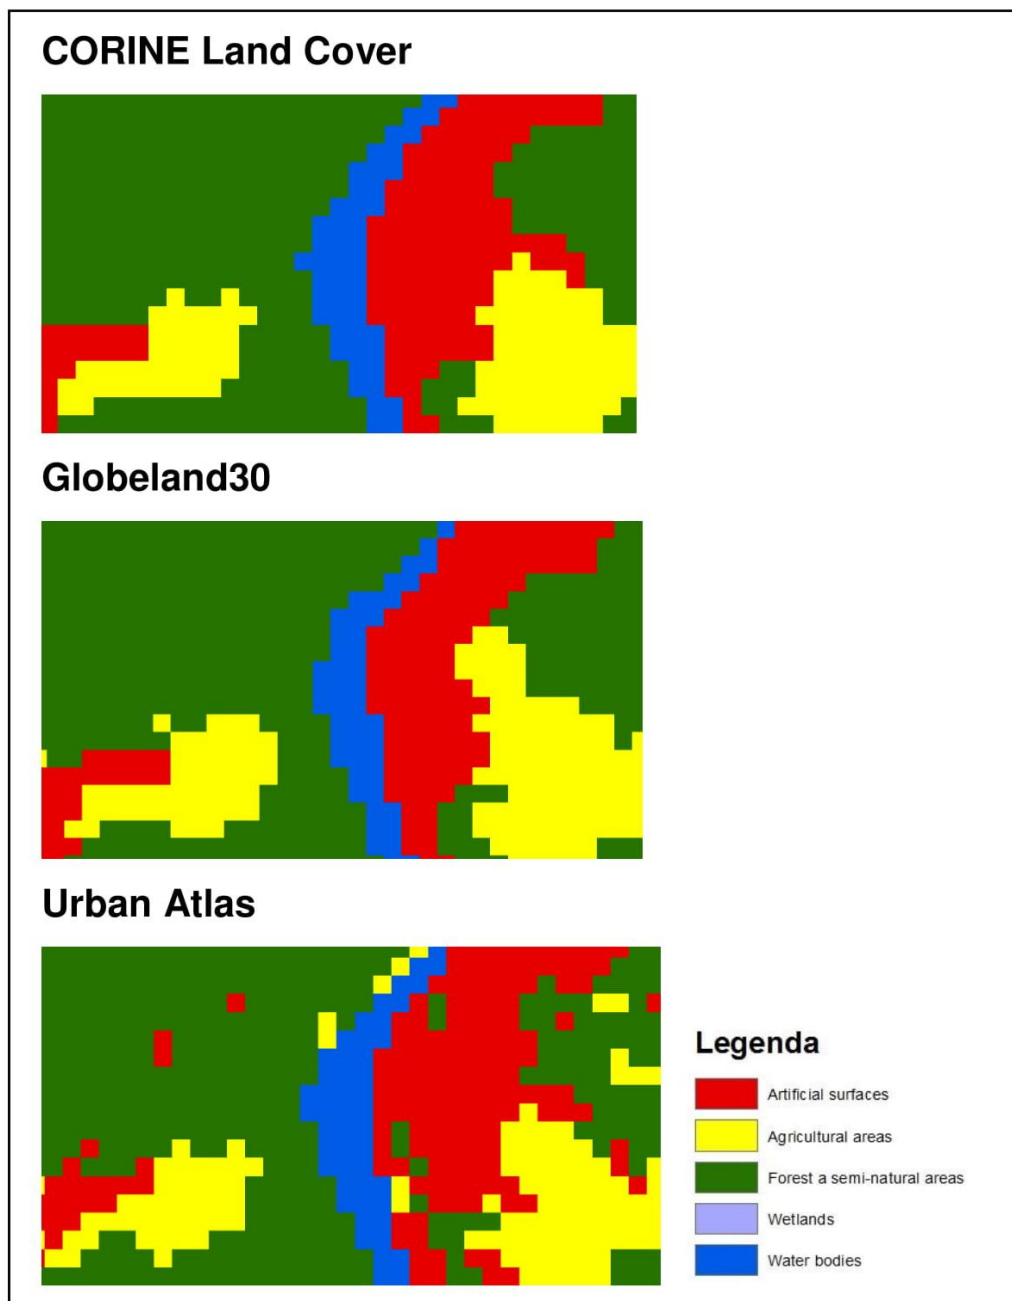 CORINE Land Cover
Globeland30
Urban Atlas
Legenda
Artificial surfaces
Agricultural areas
Forest a semi-natural areas
Wetlands
Water bodies